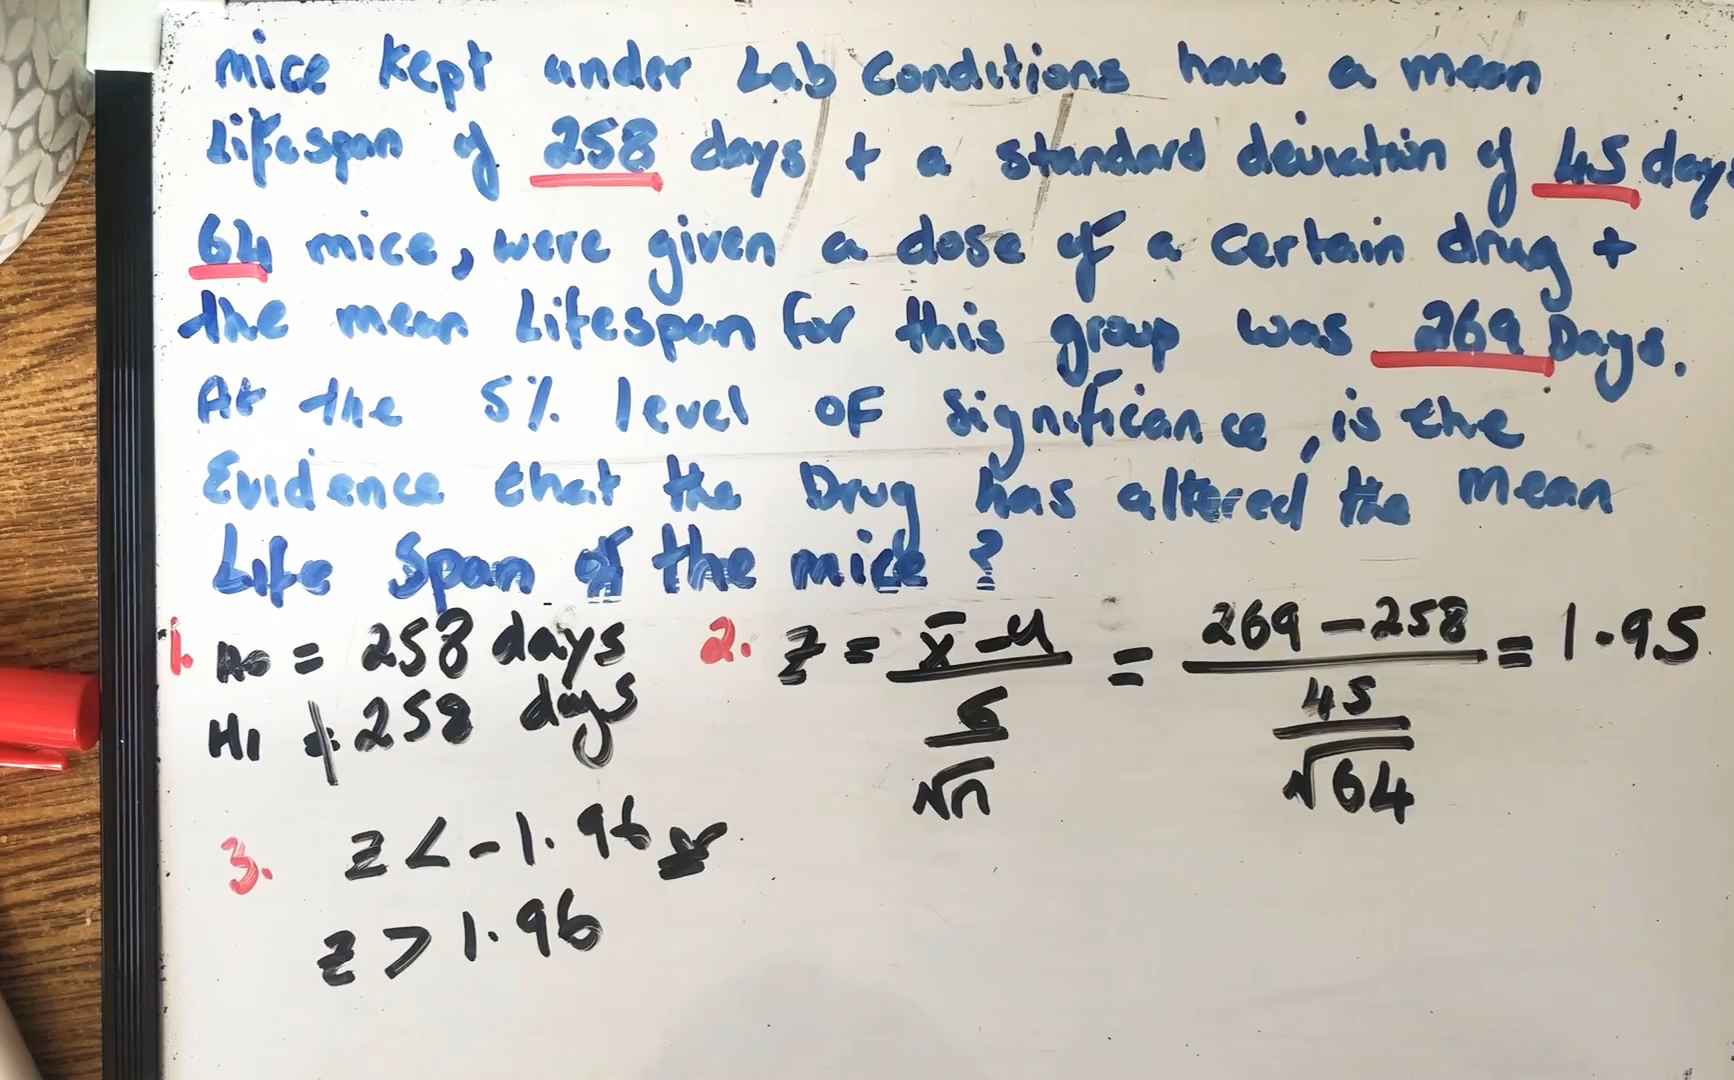 mice kept under Lab Conditions have a mean
Lifespan of 258 days + a standard deviation of 45 days
64 mice, were given a dose of a certain drug +
the mean Lifespan for this group was 269 Days.
At the 5% level of significance, is the
Evidence that the Drug has altered the mean
Life Span of the mice?
1. Ho = 258 days
H1 ≠ 258 days
2. z = x̄ - μ / σ / √n = 269 - 258 / 45 / √64 = 1.95
3. z < -1.96 or
z > 1.96